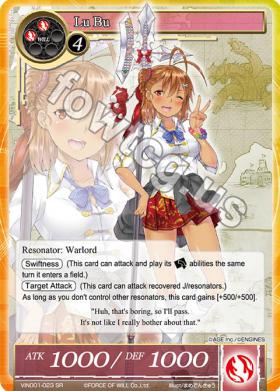 Lu Bu
WILL
4
fowtcg.us
Resonator: Warlord
Swiftness (This card can attack and play its abilities the same
turn it enters a field.)
Target Attack (This card can attack recovered J/resonators.)
As long as you don't control other resonators, this card gains [+500/+500].
"Huh, that's boring, so I'll pass.
It's not like I really bother about that."
©CAGE Inc./©ENGINES
ATK 1000 / DEF 1000
VIN001-023 SR
©FORCE OF WILL Co.,Ltd.